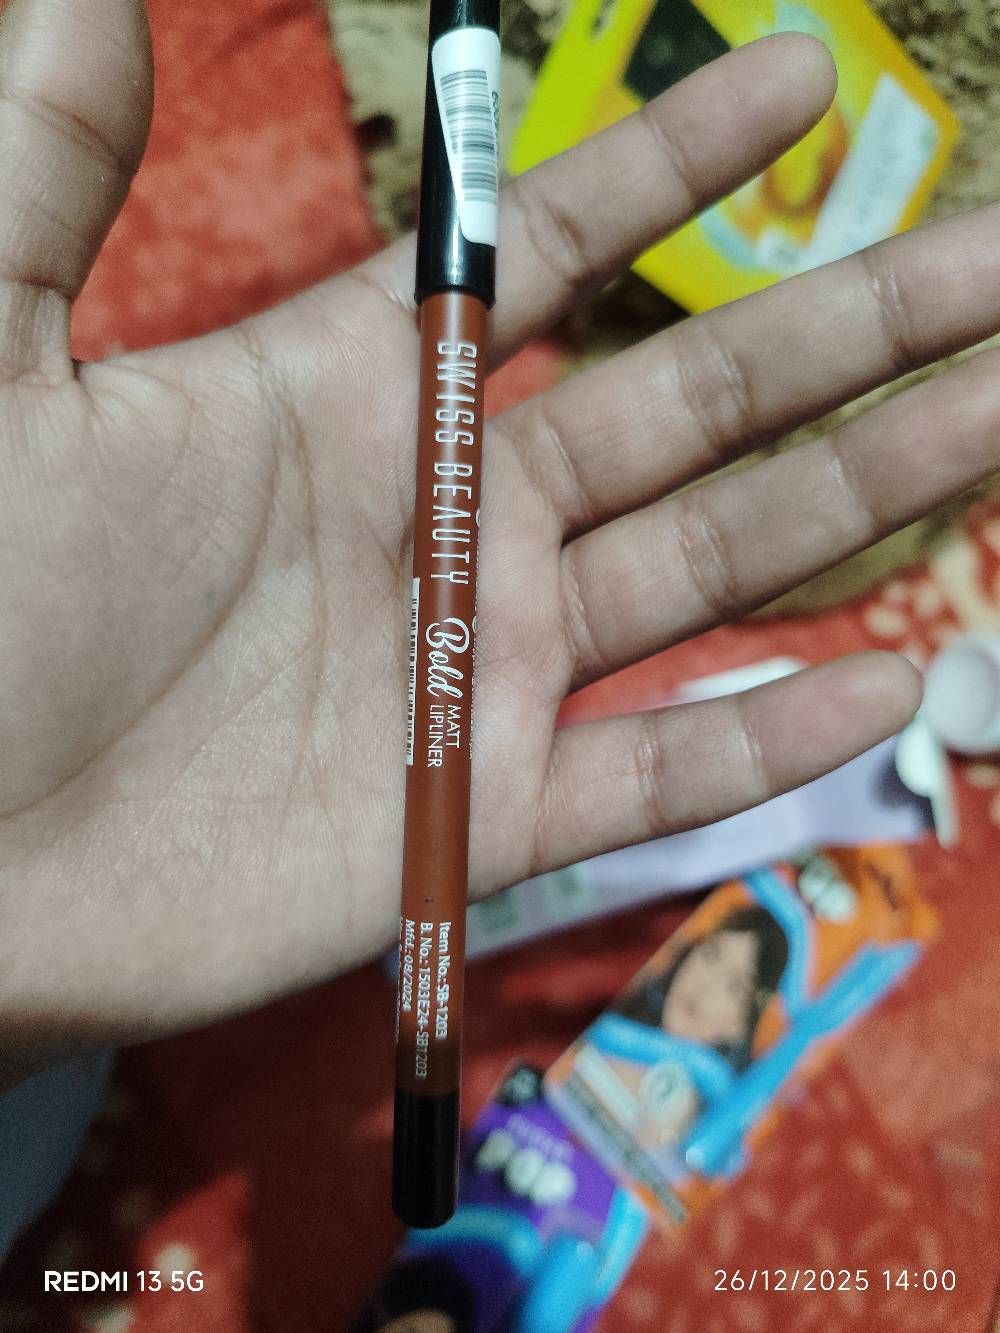 SWISS BEAUTY
Bold
MATT
LIPLINER
Item No.: SB-1203
B. No.: 1503E24-SB1203
Mfd.: 08/2024
POP
REDMI 13 5G
26/12/2025 14:00